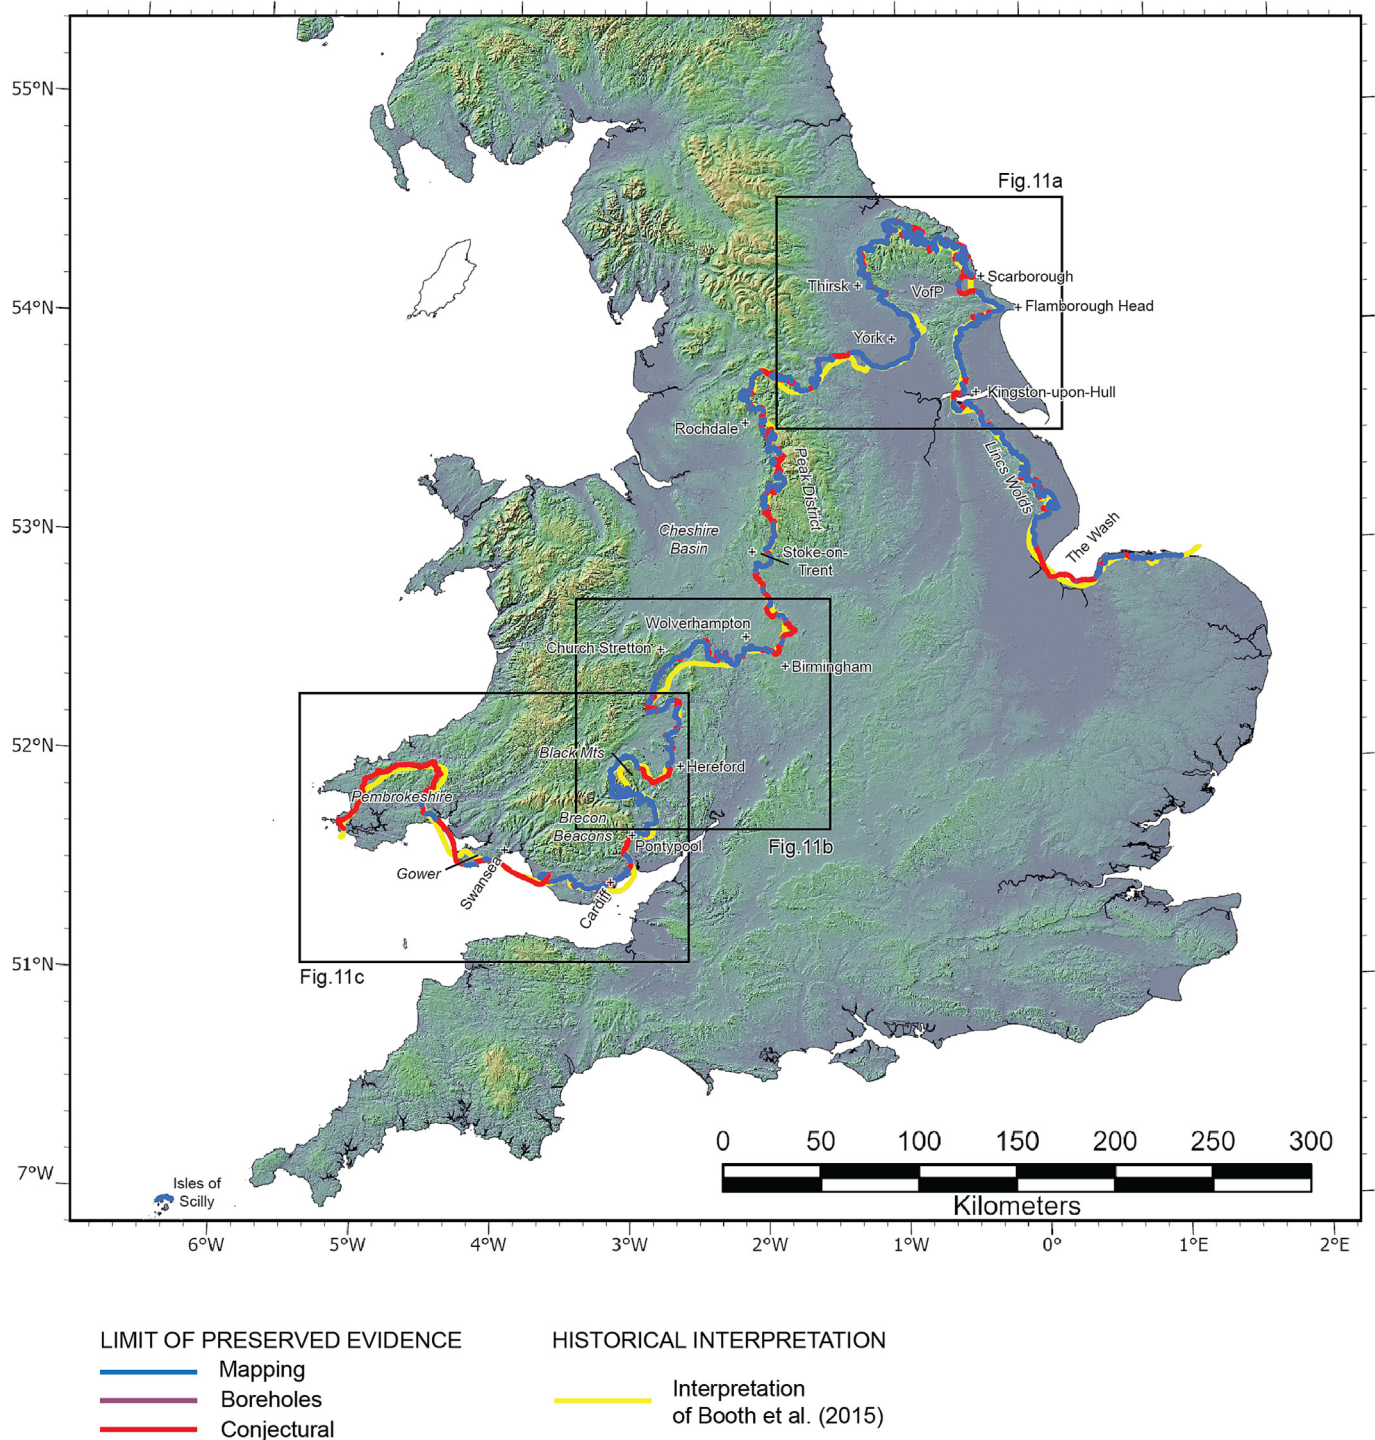 55°N
54°N
53°N
52°N
51°N
7°W
Fig.11a
Scarborough
Thirsk
VofP
Flamborough Head
York
Kingston-upon-Hull
Rochdale
Peak District
Lincs Wolds
Cheshire
Basin
The Wash
Stoke-on-
Trent
Wolverhampton
Church Stretton
Birmingham
Black Mts
Hereford
Pembrokeshire
Brecon
Beacons
Pontypool
Fig.11b
Gower
Swansea
Cardiff
Fig.11c
Isles of
Scilly
0 50 100 150 200 250 300
Kilometers
6°W 5°W 4°W 3°W 2°W 1°W 0° 1°E 2°E
LIMIT OF PRESERVED EVIDENCE
Mapping
Boreholes
Conjectural
HISTORICAL INTERPRETATION
Interpretation
of Booth et al. (2015)